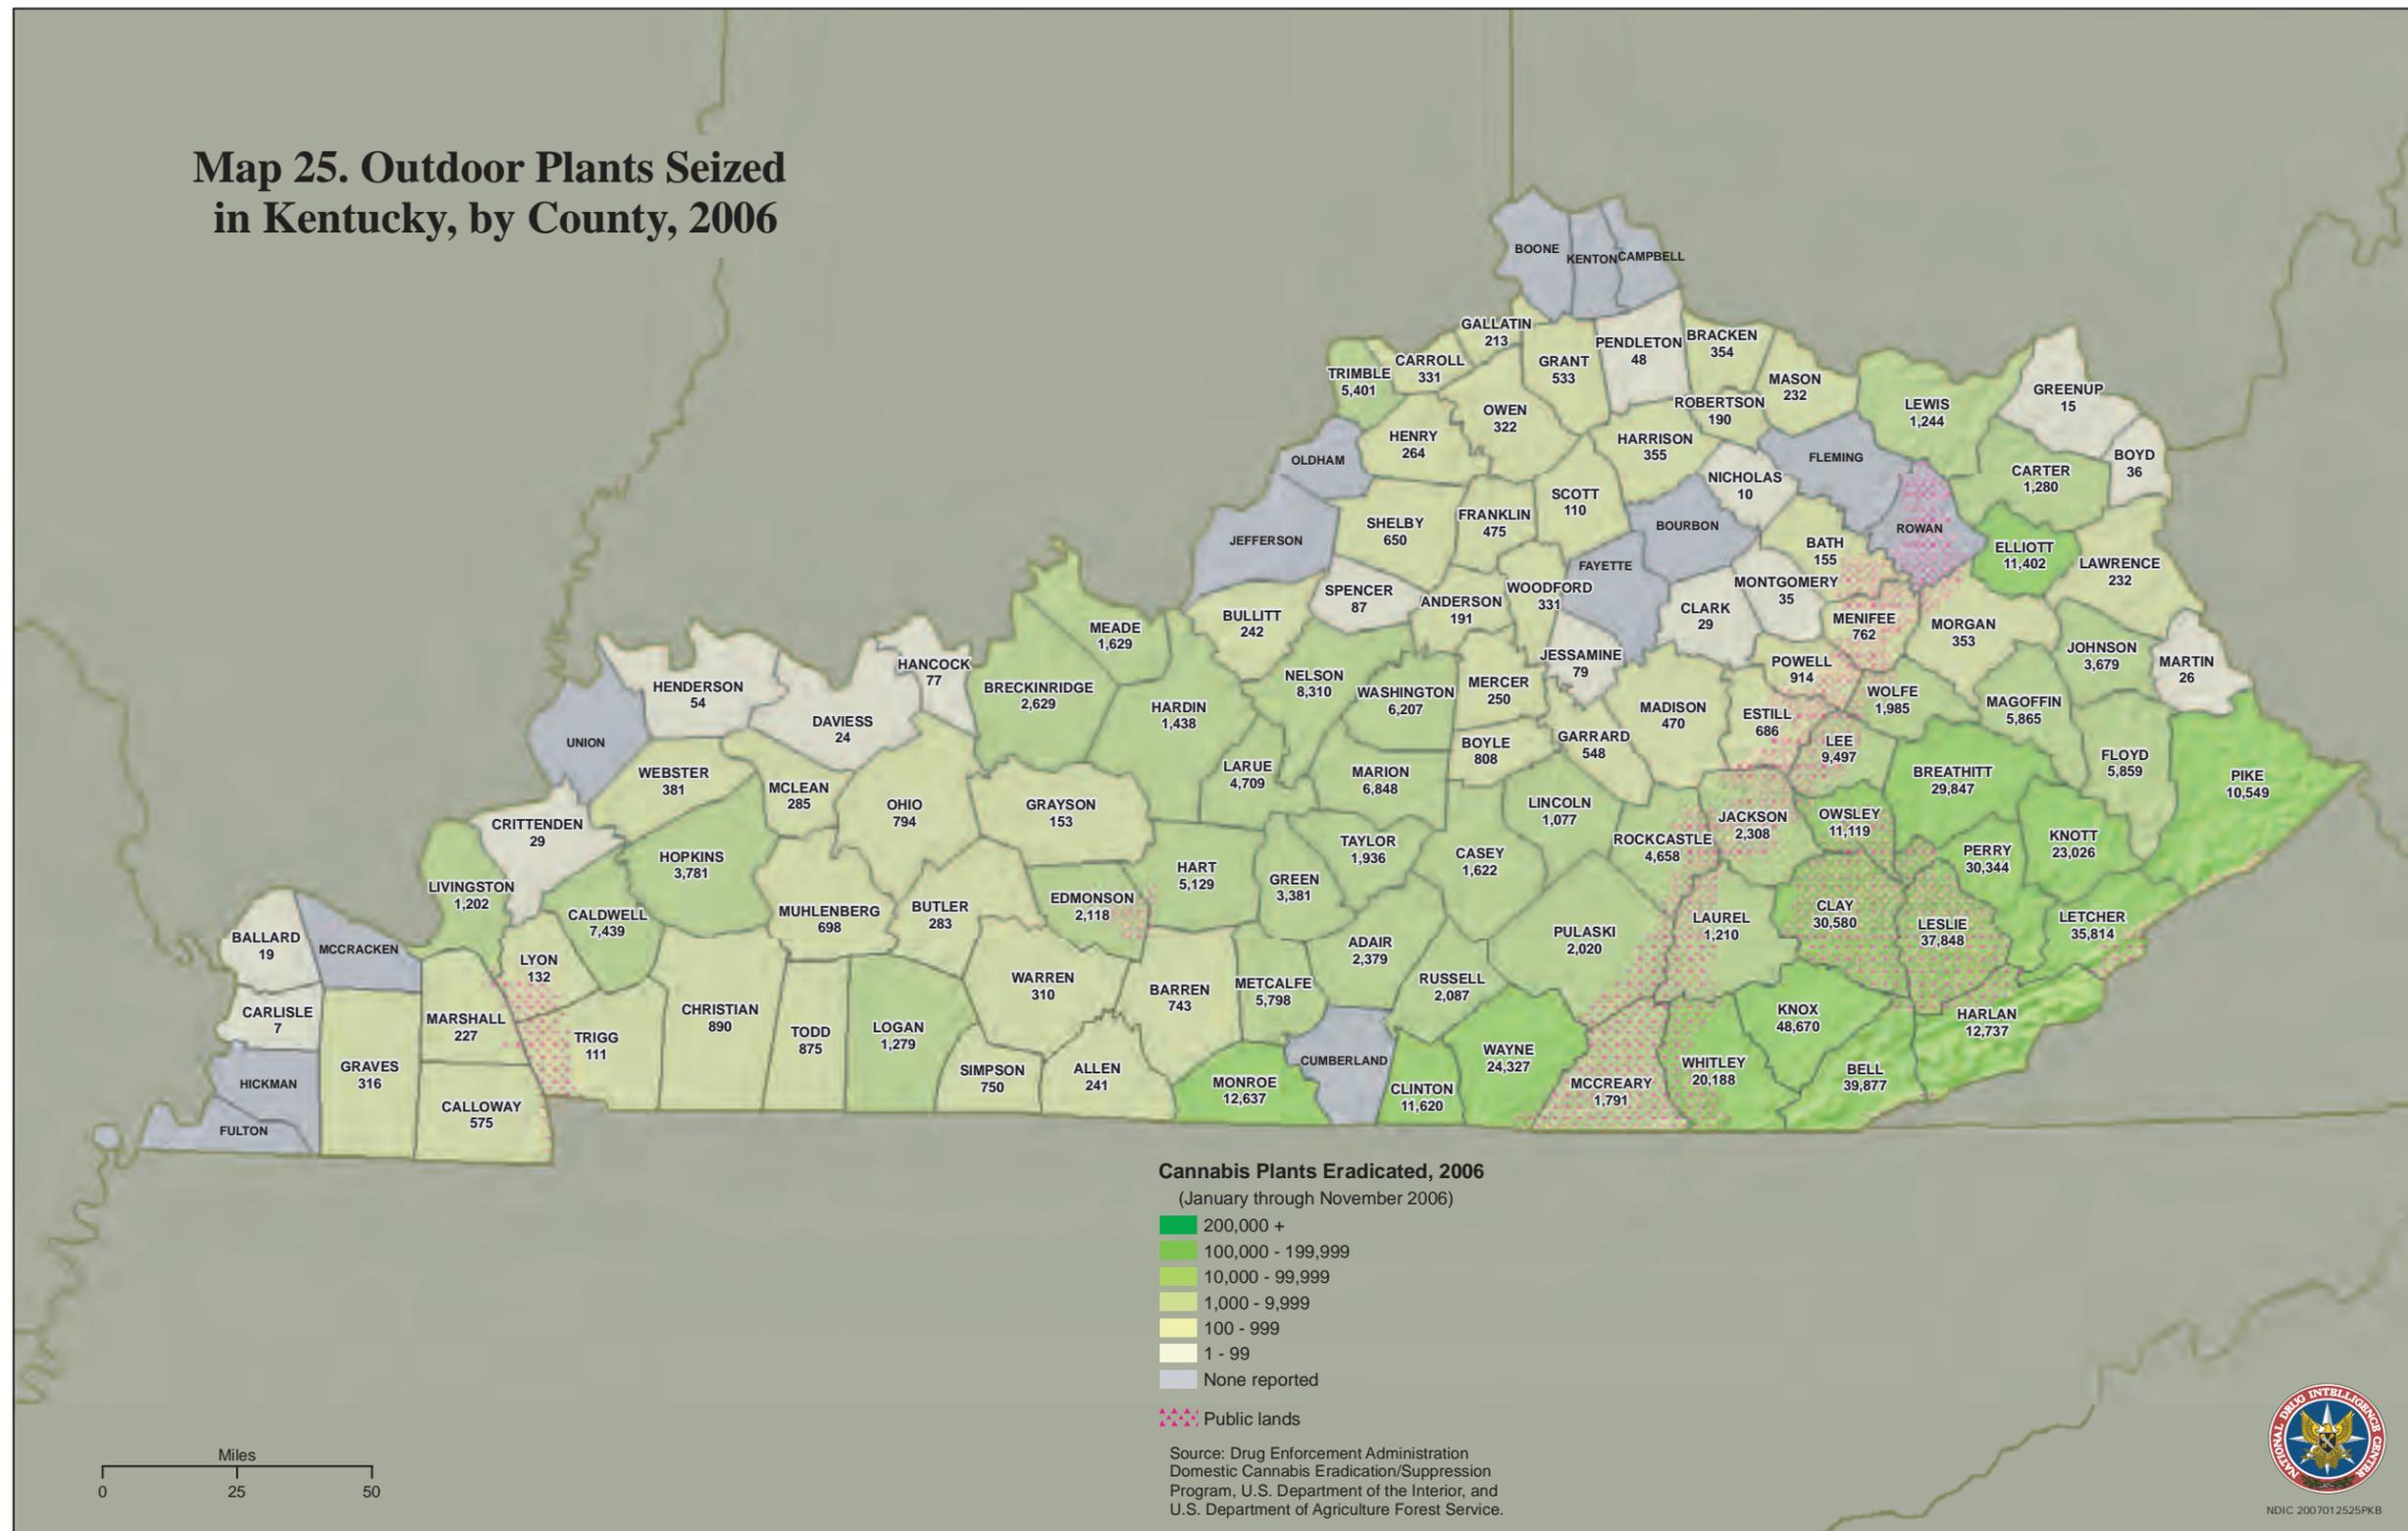 Map 25. Outdoor Plants Seized
in Kentucky, by County, 2006
BOONE
KENTON
CAMPBELL
GALLATIN
213
CARROLL
331
TRIMBLE
5,401
GRANT
533
PENDLETON
48
BRACKEN
354
MASON
232
ROBERTSON
190
LEWIS
1,244
GREENUP
15
BOYD
36
CARTER
1,280
OWEN
322
HENRY
264
HARRISON
355
OLDHAM
NICHOLAS
10
FLEMING
ROWAN
ELLIOTT
11,402
LAWRENCE
232
JEFFERSON
SHELBY
650
FRANKLIN
475
SCOTT
110
BOURBON
BATH
155
FAYETTE
MONTGOMERY
35
CLARK
29
MENIFEE
762
MORGAN
353
JOHNSON
3,679
MARTIN
26
SPENCER
87
BULLITT
242
ANDERSON
191
WOODFORD
331
JESSAMINE
79
POWELL
914
WOLFE
1,985
MAGOFFIN
5,865
FLOYD
5,859
PIKE
10,549
MEADE
1,629
HANCOCK
77
BRECKINRIDGE
2,629
HARDIN
1,438
NELSON
8,310
WASHINGTON
6,207
MERCER
250
MADISON
470
ESTILL
686
LEE
9,497
BREATHITT
29,847
HENDERSON
54
DAVIESS
24
UNION
WEBSTER
381
MCLEAN
285
OHIO
794
GRAYSON
153
LARUE
4,709
MARION
6,848
BOYLE
808
GARRARD
548
LINCOLN
1,077
ROCKCASTLE
4,658
JACKSON
2,308
OWSLEY
11,119
PERRY
30,344
KNOTT
23,026
CRITTENDEN
29
HOPKINS
3,781
LIVINGSTON
1,202
CALDWELL
7,439
MUHLENBERG
698
BUTLER
283
EDMONSON
2,118
HART
5,129
GREEN
3,381
TAYLOR
1,936
CASEY
1,622
PULASKI
2,020
LAUREL
1,210
CLAY
30,580
LESLIE
37,848
LETCHER
35,814
BALLARD
19
MCCRACKEN
LYON
132
CARLISLE
7
MARSHALL
227
TRIGG
111
CHRISTIAN
890
TODD
875
LOGAN
1,279
WARREN
310
BARREN
743
METCALFE
5,798
ADAIR
2,379
RUSSELL
2,087
KNOX
48,670
HARLAN
12,737
HICKMAN
FULTON
GRAVES
316
CALLOWAY
575
SIMPSON
750
ALLEN
241
MONROE
12,637
CUMBERLAND
CLINTON
11,620
WAYNE
24,327
MCCREARY
1,791
WHITLEY
20,188
BELL
39,877
Cannabis Plants Eradicated, 2006
(January through November 2006)
200,000 +
100,000 - 199,999
10,000 - 99,999
1,000 - 9,999
100 - 999
1 - 99
None reported
Public lands
Source: Drug Enforcement Administration
Domestic Cannabis Eradication/Suppression
Program, U.S. Department of the Interior, and
U.S. Department of Agriculture Forest Service.
Miles
0 25 50
NATIONAL DRUG INTELLIGENCE CENTER
NDIC 2007012525PKB